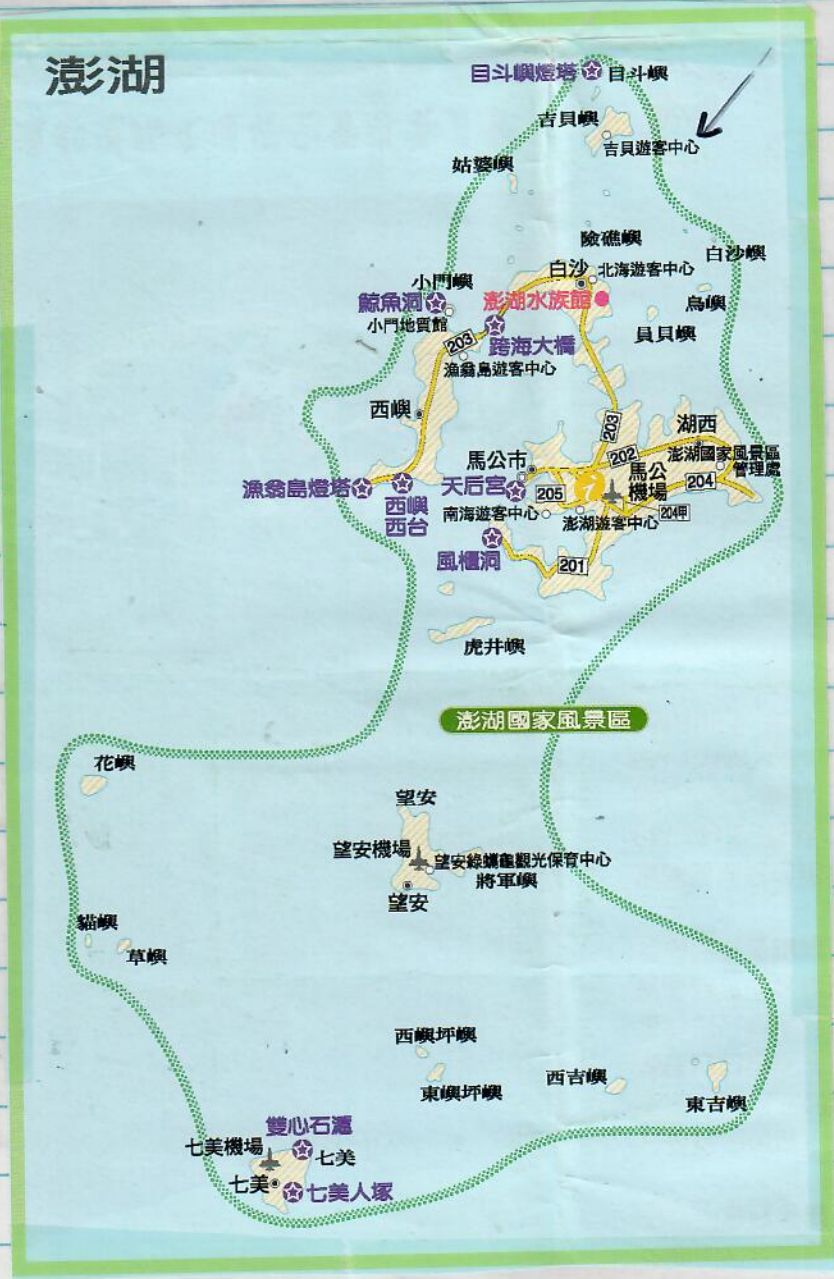 澎湖
目斗嶼燈塔
目斗嶼
吉貝嶼
吉貝遊客中心
姑婆嶼
險礁嶼
白沙嶼
白沙
北海遊客中心
小門嶼
鯨魚洞
澎湖水族館
鳥嶼
小門地質館
跨海大橋
員貝嶼
203
漁翁島遊客中心
西嶼
203
湖西
202
澎湖國家風景區
管理處
馬公市
馬公
機場
漁翁島燈塔
西嶼
西台
天后宮
205
7
204
南海遊客中心
澎湖遊客中心
204甲
風櫃洞
201
虎井嶼
澎湖國家風景區
花嶼
望安
望安機場
望安綠蠵龜觀光保育中心
將軍嶼
望安
貓嶼
草嶼
西嶼坪嶼
東嶼坪嶼
西吉嶼
東吉嶼
雙心石滬
七美機場
七美
七美
七美人塚